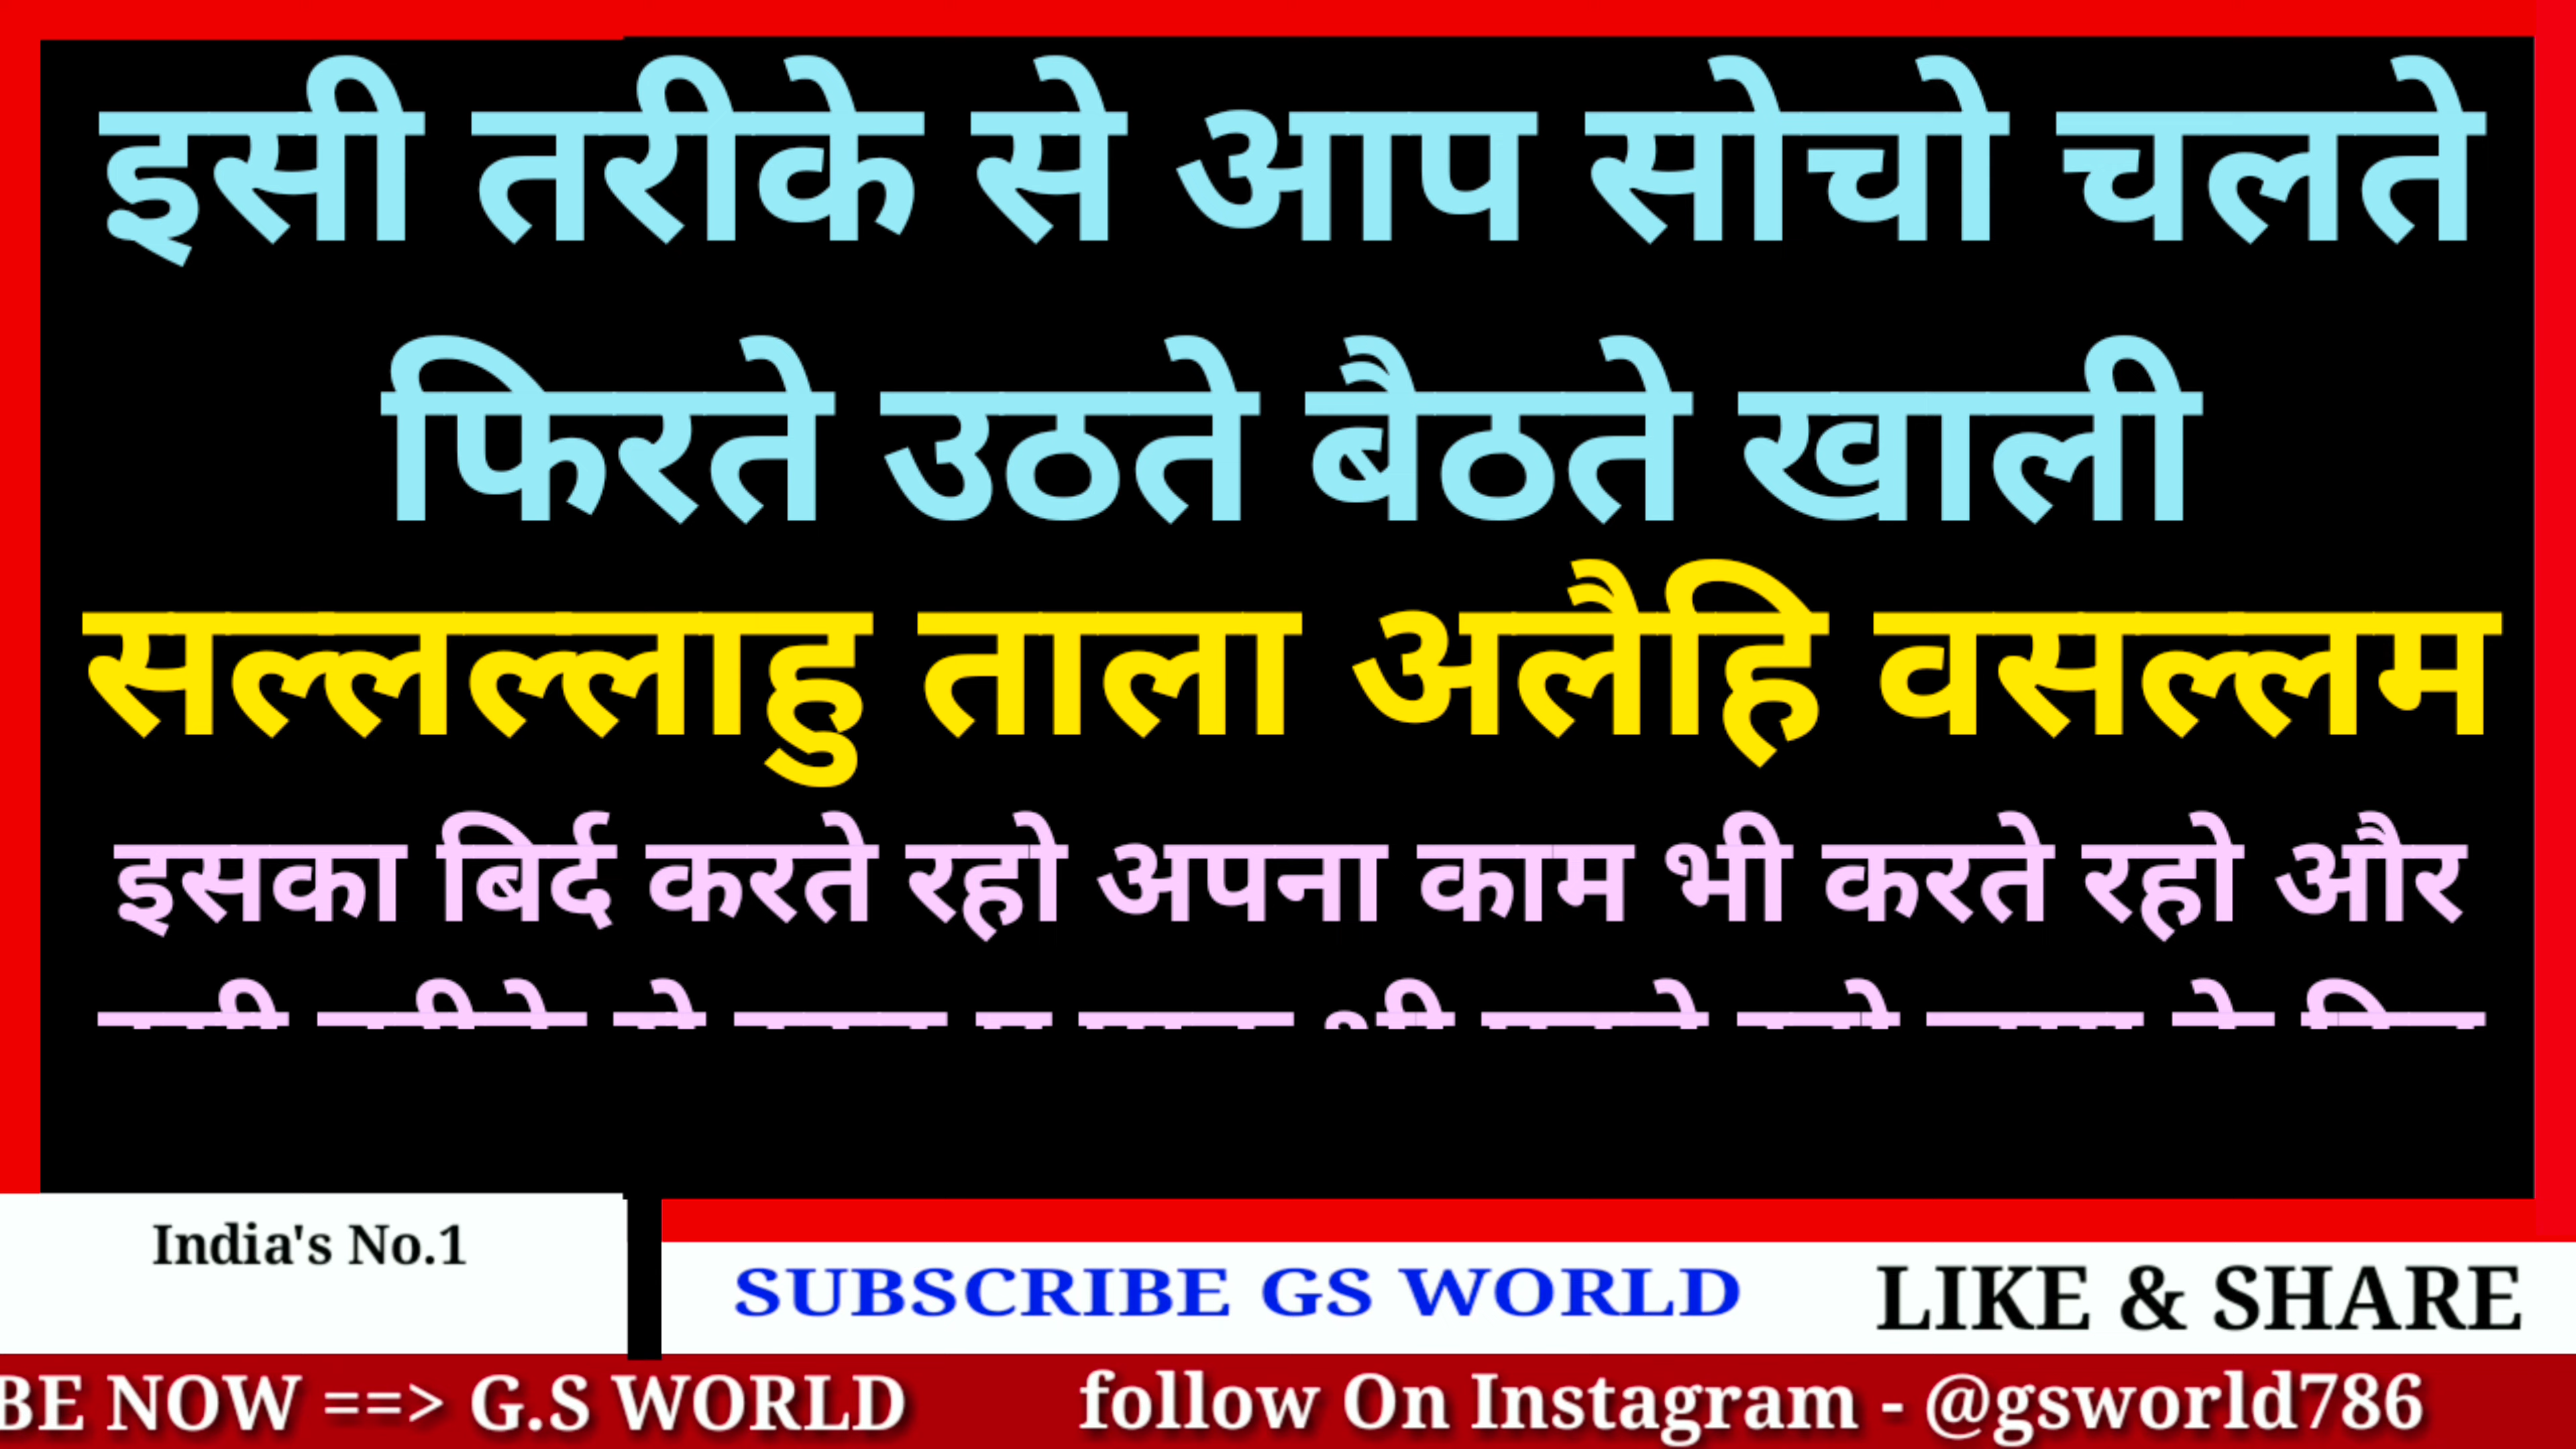 इसी तरीके से आप सोचो चलते
फिरते उठते बैठते खाली
सल्लल्लाहु ताला अलैहि वसल्लम
इसका बिर्द करते रहो अपना काम भी करते रहो और
India's No.1
SUBSCRIBE GS WORLD
LIKE & SHARE
BE NOW ==> G.S WORLD follow On Instagram - @gsworld786